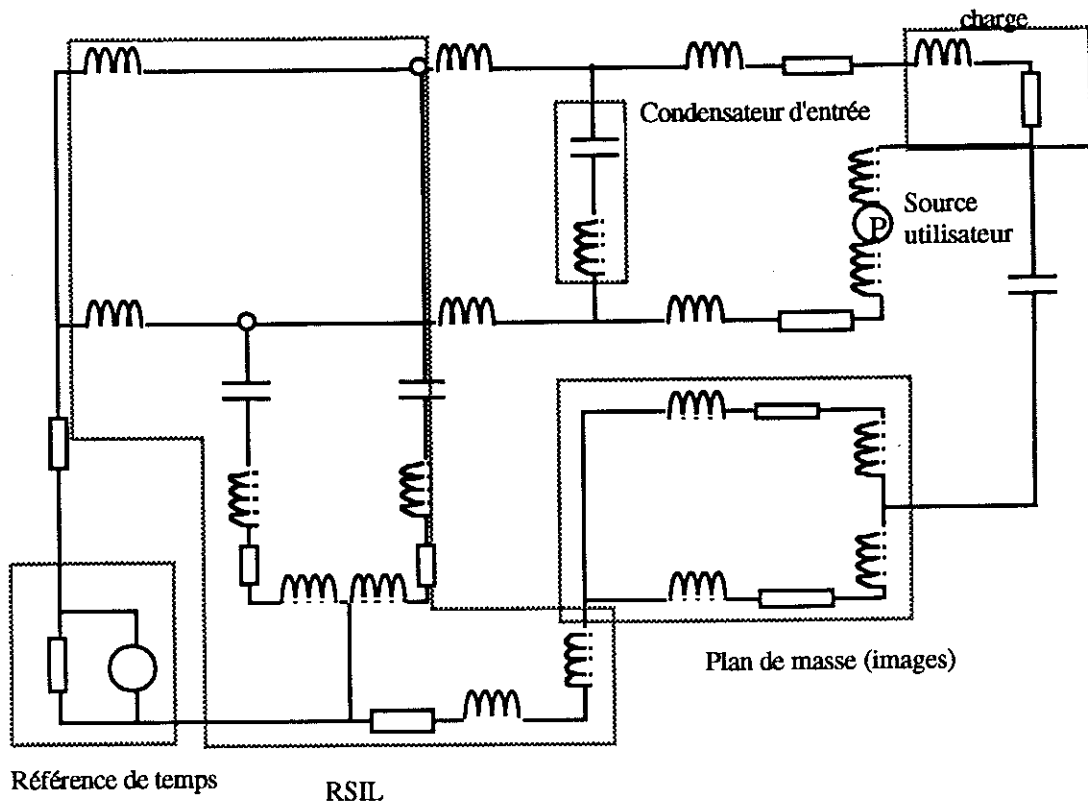 charge
Condensateur d'entrée
P
Source
utilisateur
Plan de masse (images)
Référence de temps
RSIL